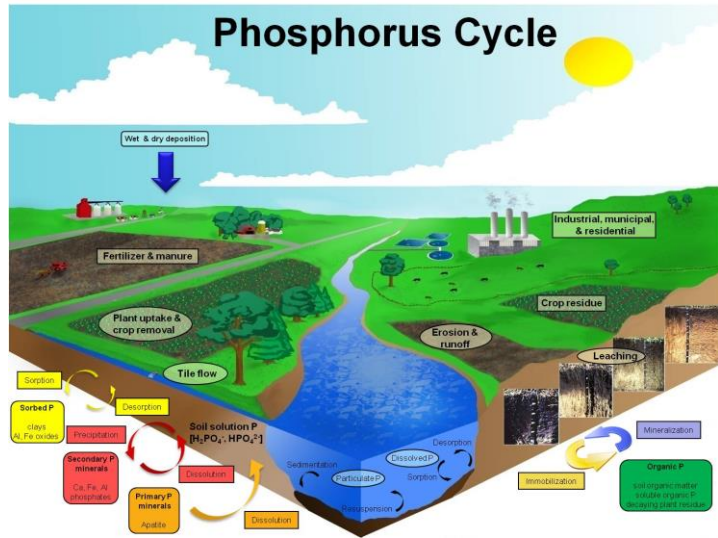 Phosphorus Cycle
Wet & dry deposition
Industrial, municipal,
& residential
Fertilizer & manure
Crop residue
Plant uptake &
crop removal
Erosion &
runoff
Leaching
Tile flow
Sorption
Desorption
Sorbed P
clays
Al, Fe oxides
Precipitation
Soil solution P
[H₂PO₄⁻, HPO₄²⁻]
Dissolution
Secondary P
minerals
Ca, Fe, Al
phosphates
Primary P
minerals
Apatite
Dissolution
Sedimentation
Particulate P
Resuspension
Dissolved P
Desorption
Sorption
Mineralization
Immobilization
Organic P
soil organic matter
soluble organic P
decaying plant residue